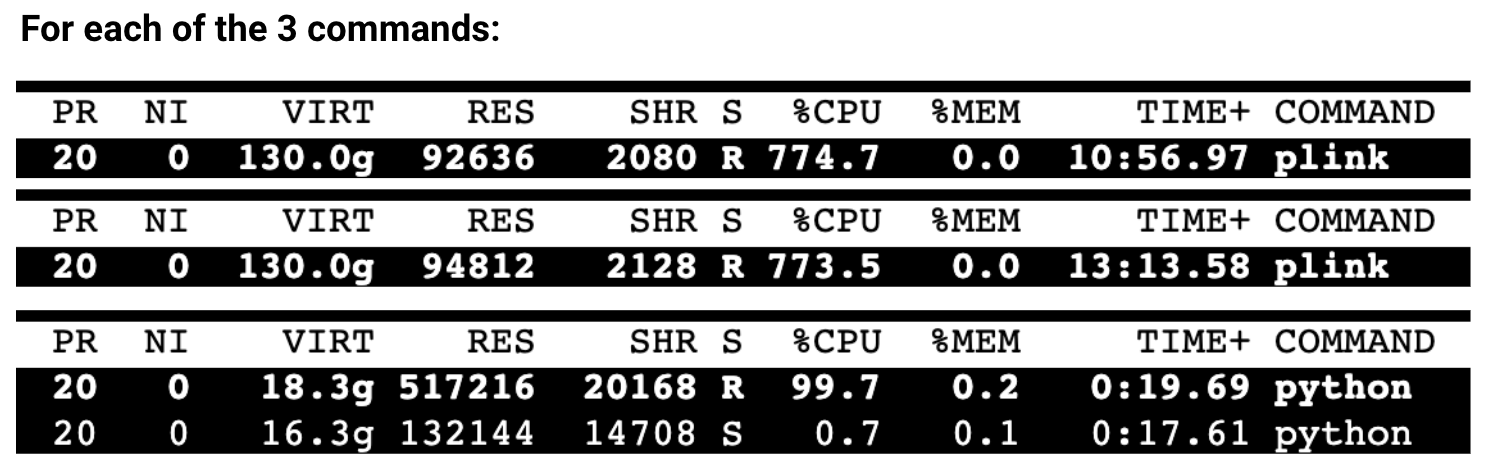 For each of the 3 commands:
PR NI VIRT RES SHR S %CPU %MEM TIME+ COMMAND
20 0 130.0g 92636 2080 R 774.7 0.0 10:56.97 plink
PR NI VIRT RES SHR S %CPU %MEM TIME+ COMMAND
20 0 130.0g 94812 2128 R 773.5 0.0 13:13.58 plink
PR NI VIRT RES SHR S %CPU %MEM TIME+ COMMAND
20 0 18.3g 517216 20168 R 99.7 0.2 0:19.69 python
20 0 16.3g 132144 14708 S 0.7 0.1 0:17.61 python